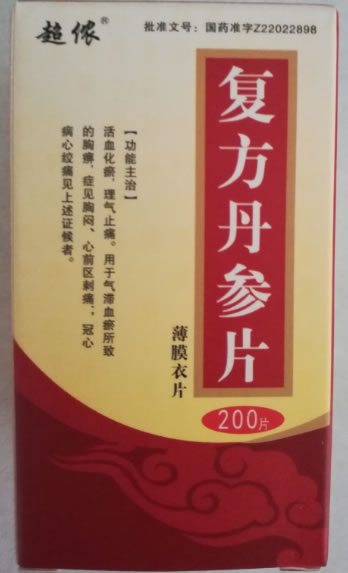 超侬®
批准文号：国药准字Z22022898
复方丹参片
薄膜衣片
200片
【功能主治】
活血化瘀，理气止痛。用于气滞血瘀所致
的胸痹，症见胸闷、心前区刺痛，；冠心
病心绞痛见上述证候者。